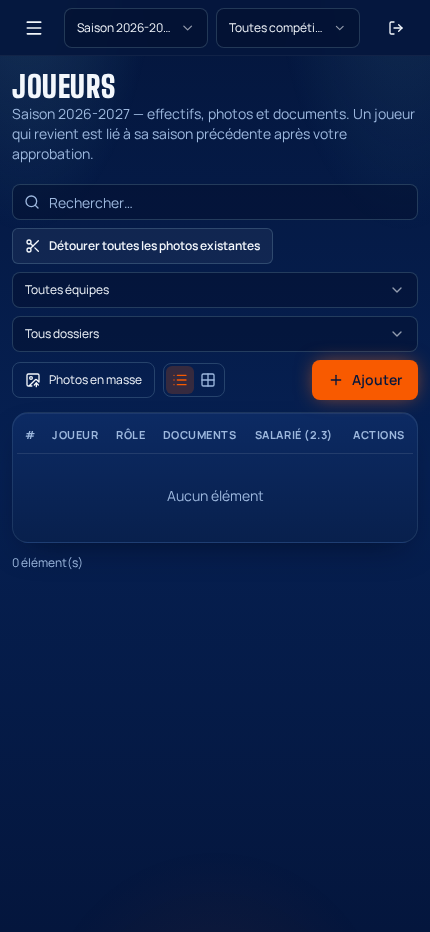 Saison 2026-20...
Toutes compéti...
JOUEURS
Saison 2026-2027 — effectifs, photos et documents. Un joueur
qui revient est lié à sa saison précédente après votre
approbation.
Rechercher...
Détourer toutes les photos existantes
Toutes équipes
Tous dossiers
Photos en masse
Ajouter
# JOUEUR RÔLE DOCUMENTS SALARIÉ (2.3) ACTIONS
Aucun élément
0 élément(s)